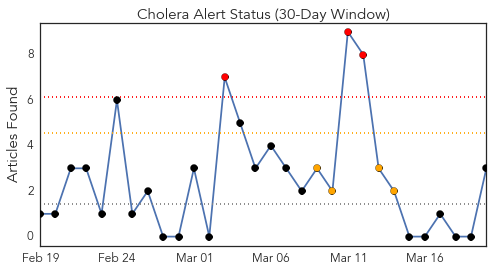 Cholera Alert Status (30-Day Window)
Articles Found
8
6
4
2
0
Feb 19 Feb 24 Mar 01 Mar 06 Mar 11 Mar 16